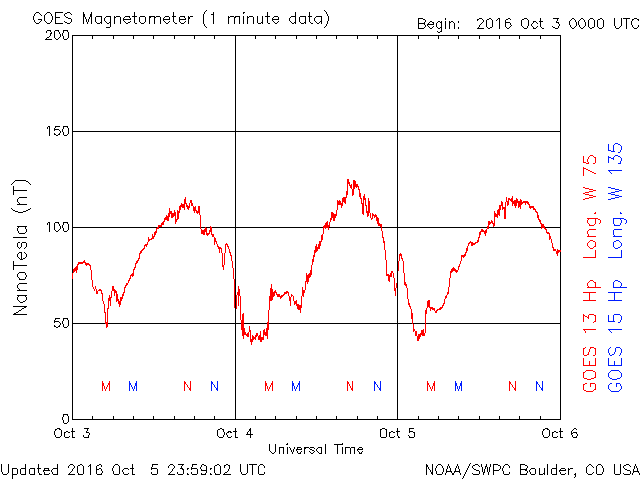 GOES Magnetometer (1 minute data)
Begin: 2016 Oct 3 0000 UTC
200
150
100
50
0
NanoTesla (nT)
M M N N M M N N M M N N
Oct 3 Oct 4 Oct 5 Oct 6
Universal Time
GOES 13 Hp Long. W 75
GOES 15 Hp Long. W 135
Updated 2016 Oct 5 23:59:02 UTC
NOAA/SWPC Boulder, CO USA